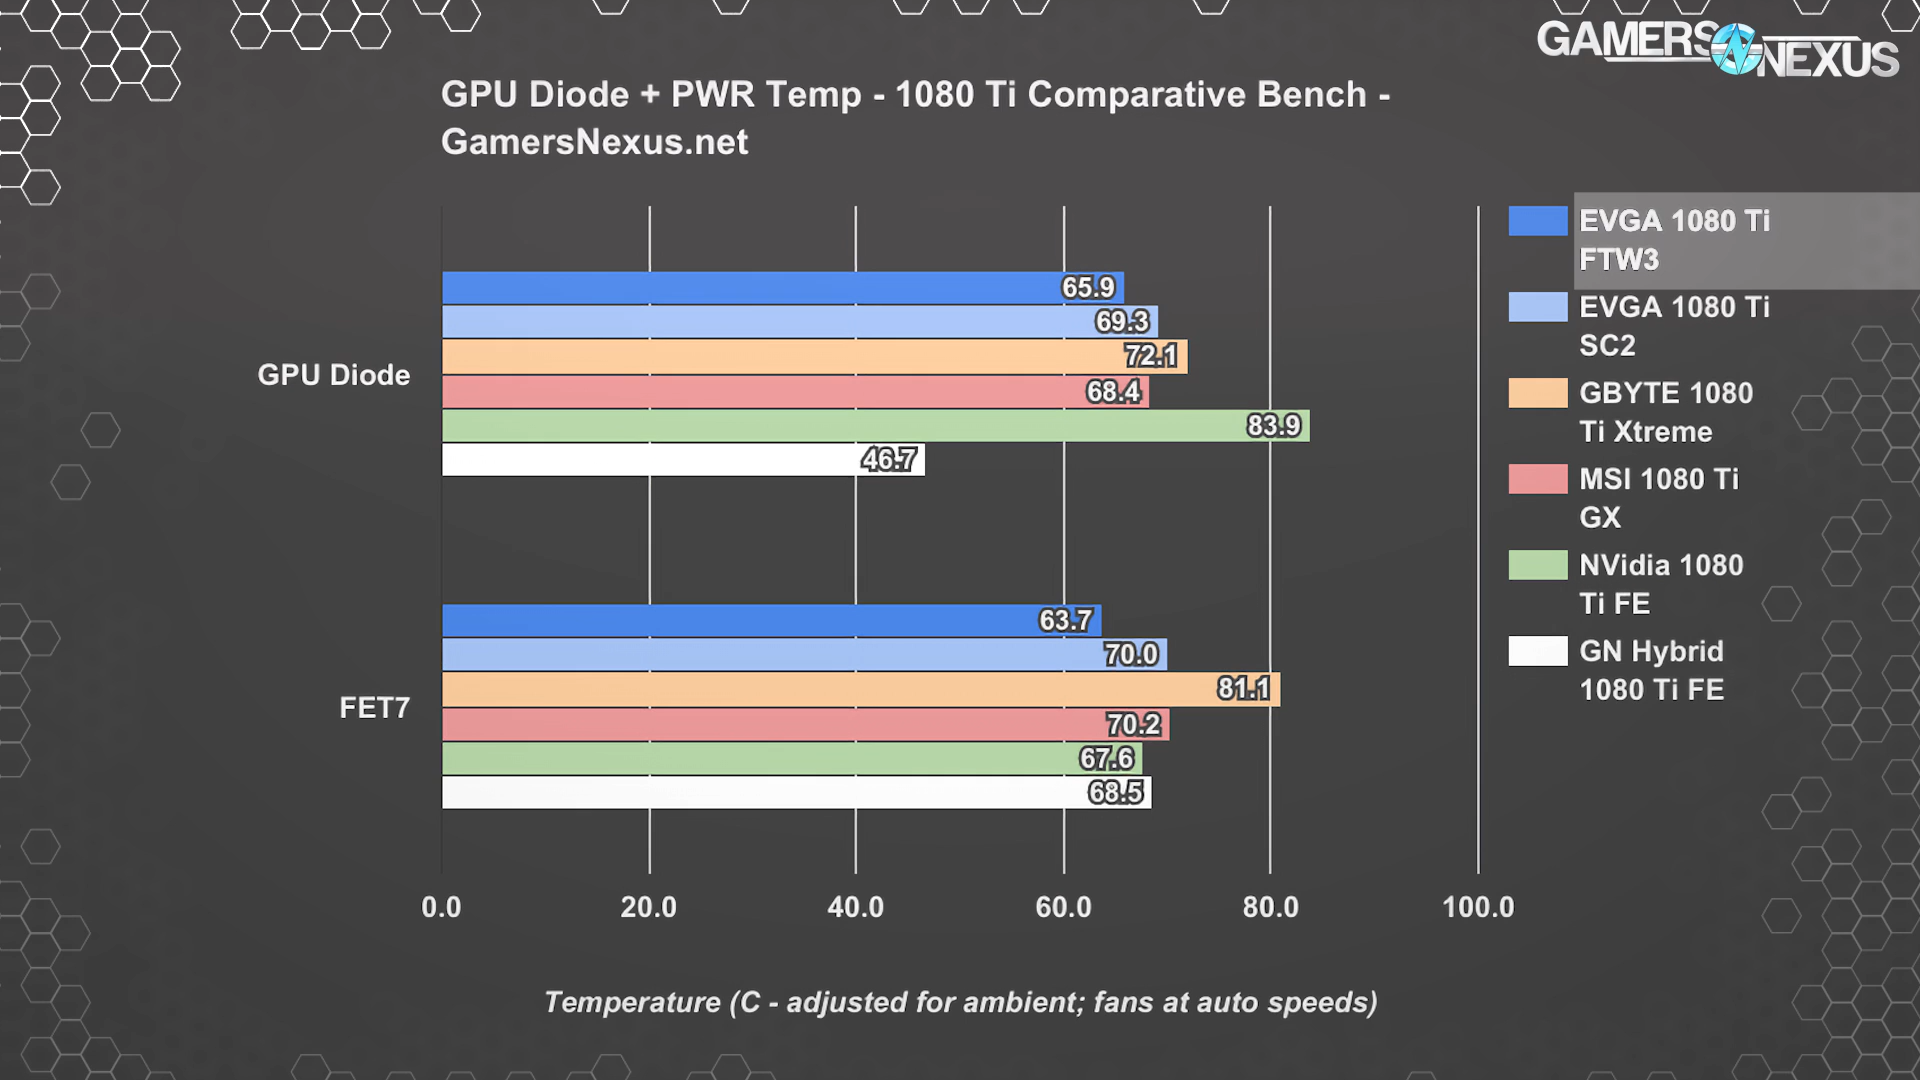 GAMERS NEXUS
GPU Diode + PWR Temp - 1080 Ti Comparative Bench -
GamersNexus.net
EVGA 1080 Ti
FTW3
EVGA 1080 Ti
SC2
GBYTE 1080
Ti Xtreme
MSI 1080 Ti
GX
NVidia 1080
Ti FE
GN Hybrid
1080 Ti FE
GPU Diode
65.9
69.3
72.1
68.4
83.9
46.7
FET7
63.7
70.0
81.1
70.2
67.6
68.5
0.0 20.0 40.0 60.0 80.0 100.0
Temperature (C - adjusted for ambient; fans at auto speeds)